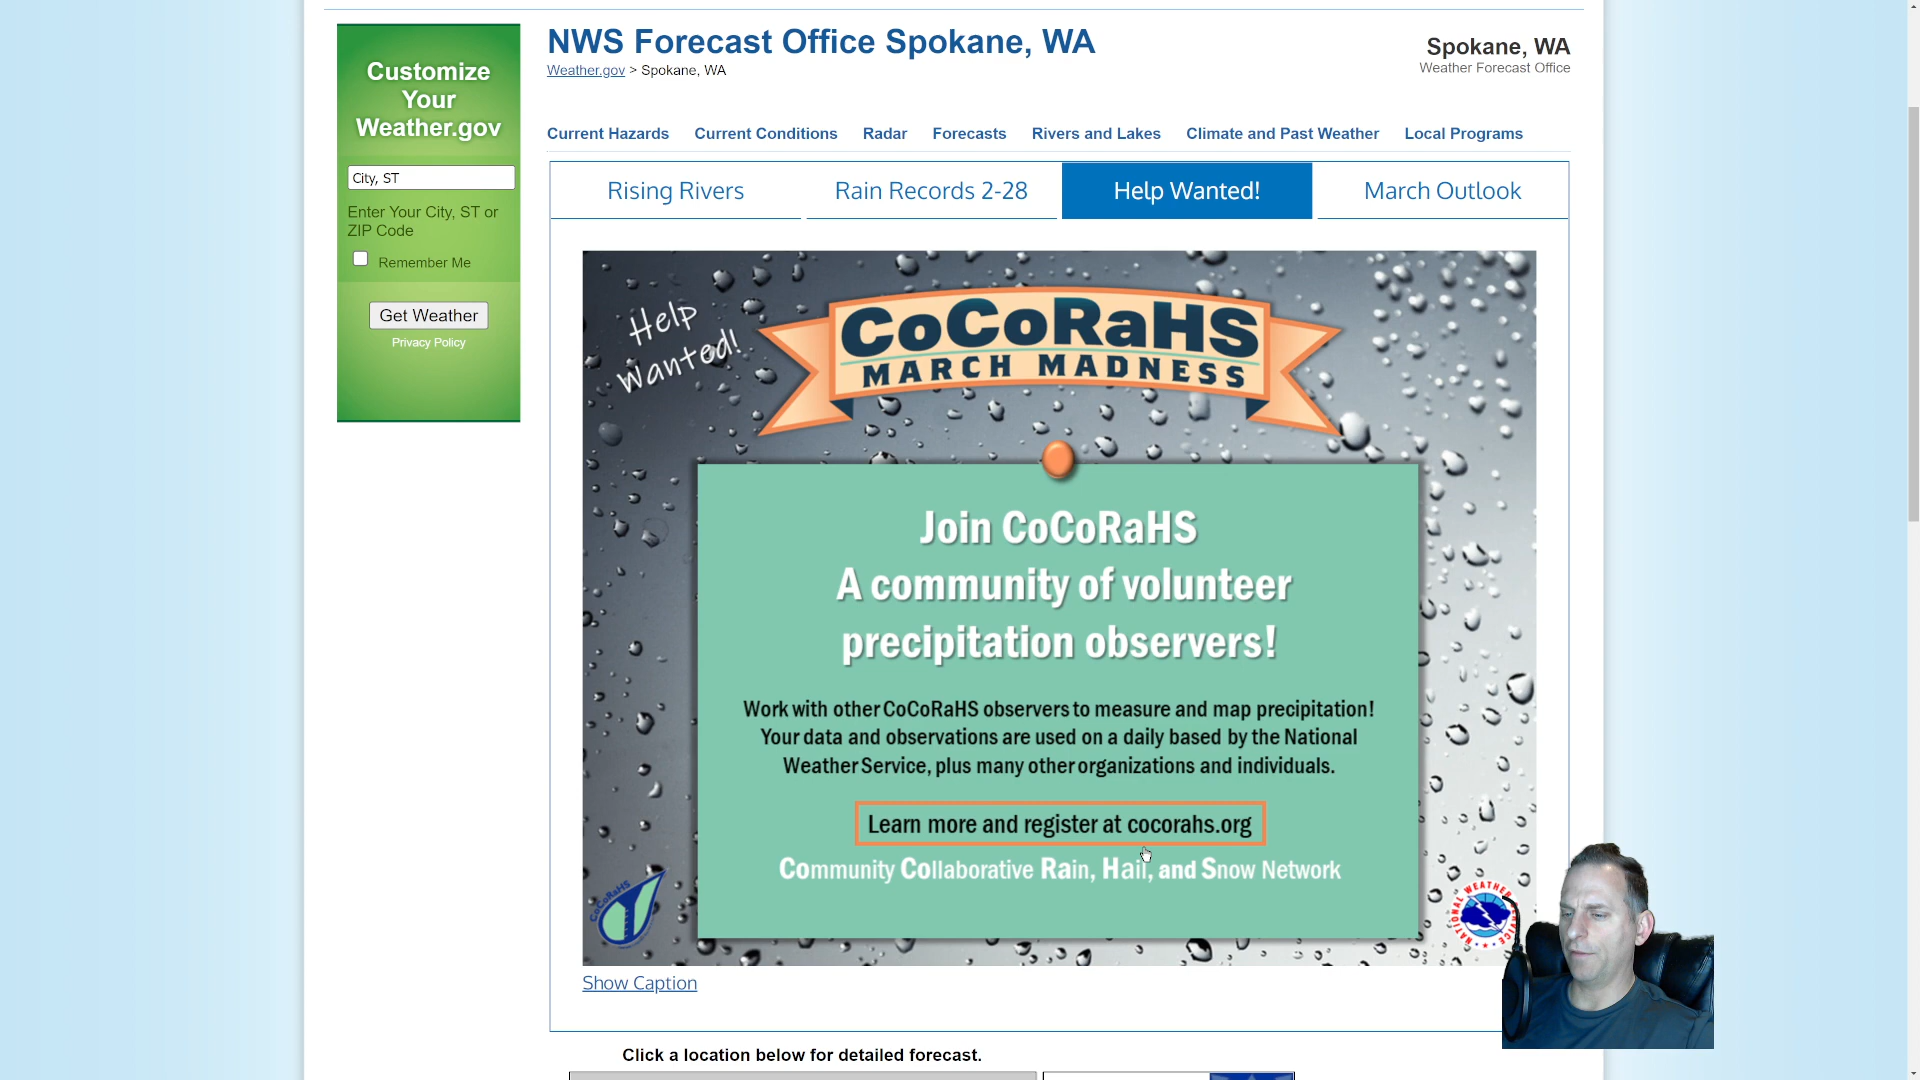 NWS Forecast Office Spokane, WA
Weather.gov > Spokane, WA
Spokane, WA
Weather Forecast Office
Customize
Your
Weather.gov
City, ST
Enter Your City, ST or
ZIP Code
Remember Me
Get Weather
Privacy Policy
Current Hazards Current Conditions Radar Forecasts Rivers and Lakes Climate and Past Weather Local Programs
Rising Rivers Rain Records 2-28 Help Wanted! March Outlook
Help
Wanted!
CoCoRaHS
MARCH MADNESS
Join CoCoRaHS
A community of volunteer
precipitation observers!
Work with other CoCoRaHS observers to measure and map precipitation!
Your data and observations are used on a daily based by the National
Weather Service, plus many other organizations and individuals.
Learn more and register at cocorahs.org
Community Collaborative Rain, Hail, and Snow Network
CoCoRaHS
NATIONAL WEATHER
Show Caption
Click a location below for detailed forecast.